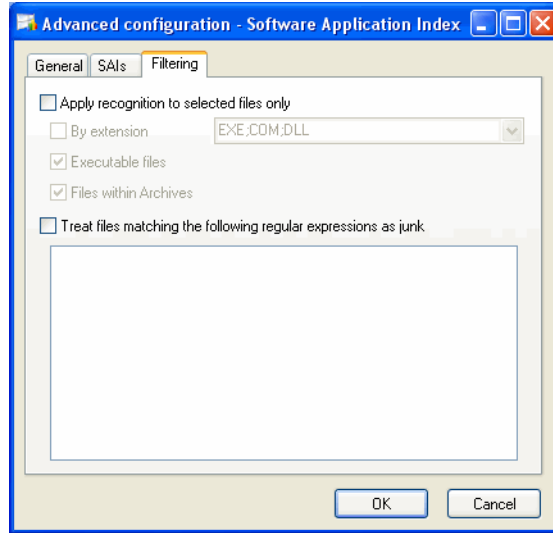 Advanced configuration - Software Application Index
General SAIs Filtering
Apply recognition to selected files only
By extension EXE;COM;DLL
Executable files
Files within Archives
Treat files matching the following regular expressions as junk
OK Cancel